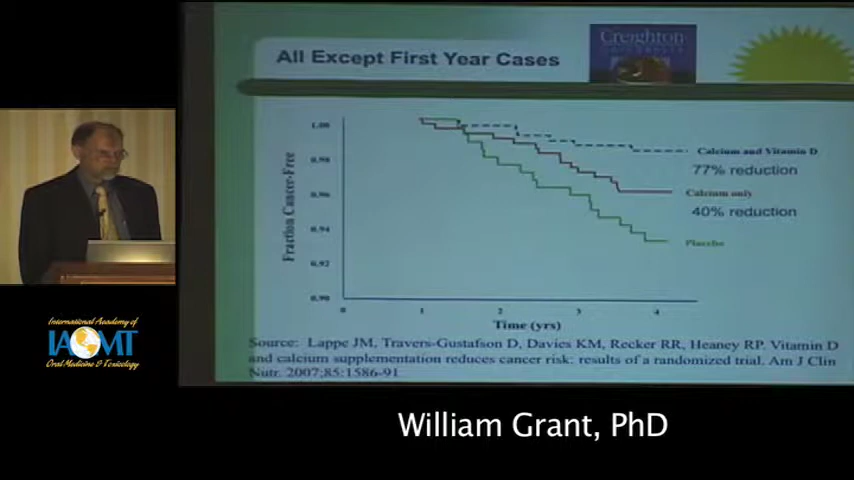 Creighton
UNIVERSITY
All Except First Year Cases
1.00
0.98
0.96
0.94
0.92
0.90
Fraction Cancer-Free
0
1
2
3
4
Time (yrs)
Calcium and Vitamin D
77% reduction
Calcium only
40% reduction
Placebo
Source: Lappe JM, Travers-Gustafson D, Davies KM, Recker RR, Heaney RP. Vitamin D
and calcium supplementation reduces cancer risk: results of a randomized trial. Am J Clin
Nutr. 2007;85:1586-91
International Academy of
IAOMT
Oral Medicine & Toxicology
William Grant, PhD